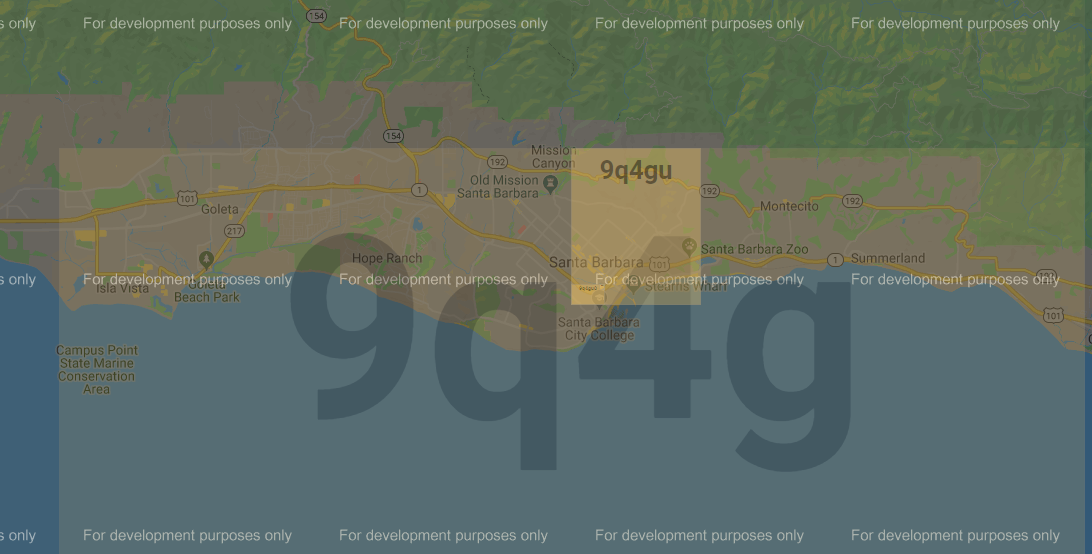 s only For development purposes only For development purposes only For development purposes only For development purposes only
154
154
Mission
Canyon
192
9q4gu
Old Mission
Santa Barbara
101
1
192
192
Goleta
Montecito
217
Santa Barbara Zoo
Hope Ranch
Santa Barbara
101
1
Summerland
s only For development purposes only For development purposes only For development purposes only For development purposes only
Isla Vista
Goleta
Beach Park
Stearns Wharf
101
Santa Barbara
City College
9q4g
Campus Point
State Marine
Conservation
Area
s only For development purposes only For development purposes only For development purposes only For development purposes only